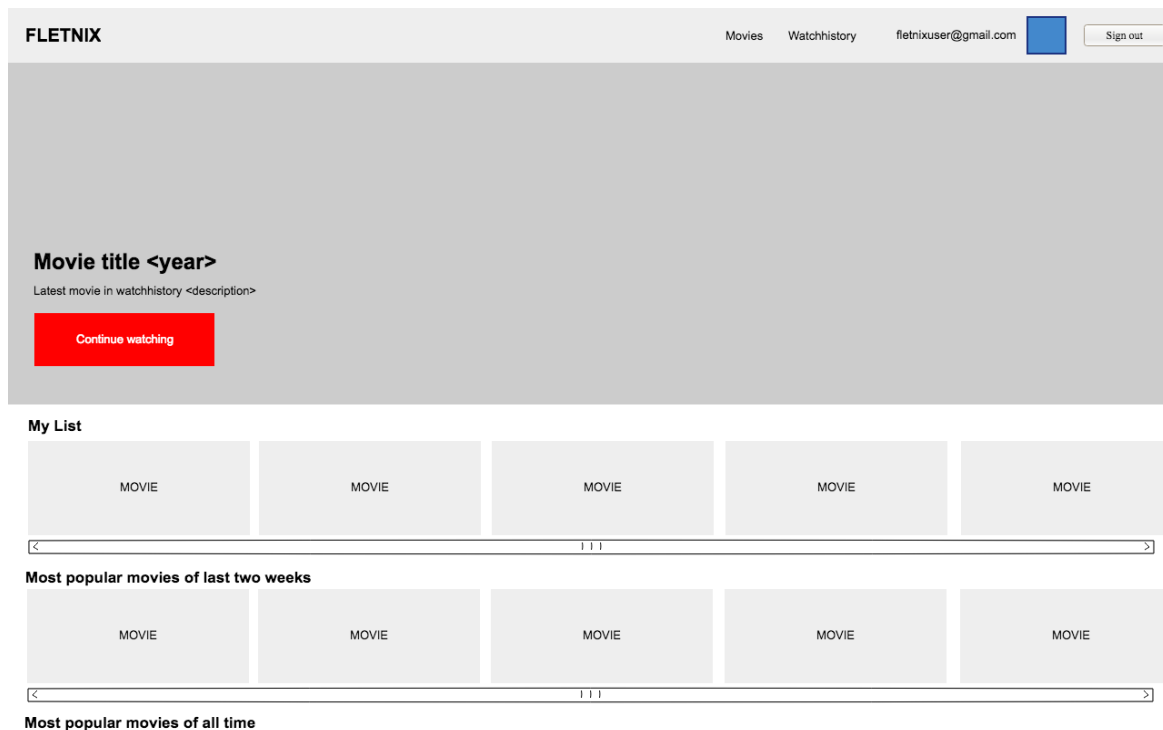 FLETNIX
Movies Watchhistory fletnixuser@gmail.com Sign out
Movie title <year>
Latest movie in watchhistory <description>
Continue watching
My List
MOVIE MOVIE MOVIE MOVIE MOVIE
Most popular movies of last two weeks
MOVIE MOVIE MOVIE MOVIE MOVIE
Most popular movies of all time